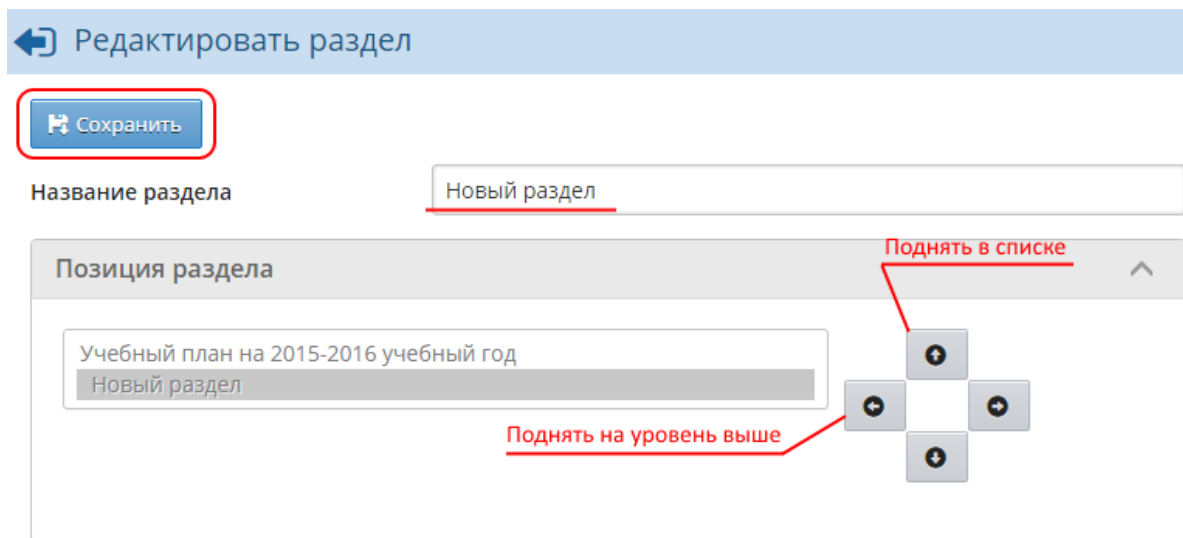 Редактировать раздел
Сохранить
Название раздела
Новый раздел
Поднять в списке
Позиция раздела
Учебный план на 2015-2016 учебный год
Новый раздел
Поднять на уровень выше